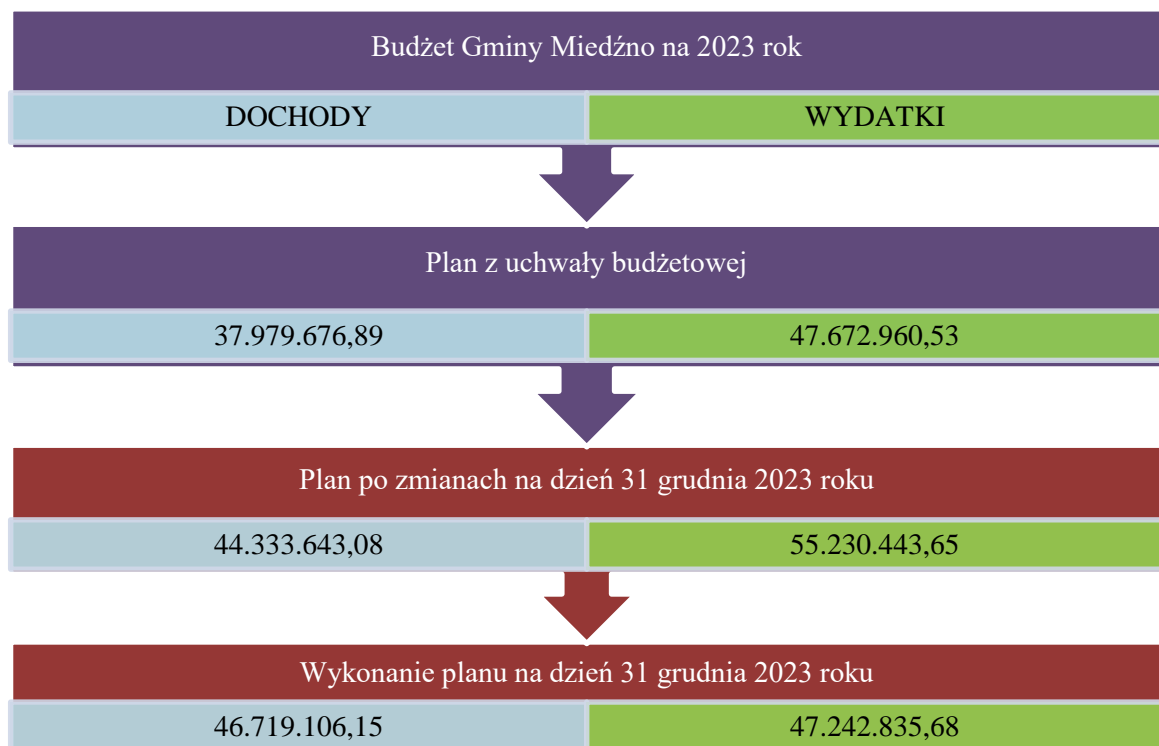 Budżet Gminy Miedźno na 2023 rok
DOCHODY WYDATKI
Plan z uchwały budżetowej
37.979.676,89 47.672.960,53
Plan po zmianach na dzień 31 grudnia 2023 roku
44.333.643,08 55.230.443,65
Wykonanie planu na dzień 31 grudnia 2023 roku
46.719.106,15 47.242.835,68